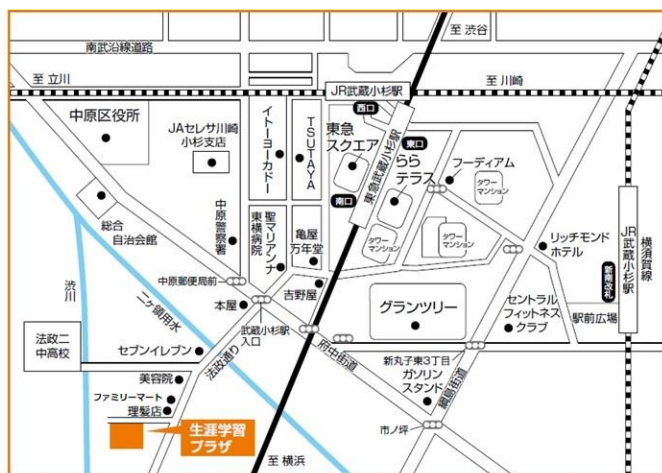 至 渋谷
南武沿線道路
至 立川
JR武蔵小杉駅
至 川崎
西口
中原区役所
JAセレサ川崎
小杉支店
イトーヨーカドー
TSUTAYA
東急
スクエア
東急武蔵小杉駅
東口
らら
テラス
フーディアム
タワー
マンション
南口
総合
自治会館
中原警察署
聖マリアンナ
東横病院
亀屋
万年堂
タワー
マンション
タワー
マンション
リッチモンド
ホテル
JR武蔵小杉駅
横須賀線
新南改札
渋川
二ヶ領用水
中原郵便局前
本屋
吉野屋
グランツリー
セントラル
フィットネス
クラブ
駅前広場
武蔵小杉駅
入口
法政二
中高校
セブンイレブン
法政通り
府中街道
新丸子東3丁目
ガソリン
スタンド
綱島街道
美容院
ファミリーマート
理髪店
市ノ坪
生涯学習
プラザ
至 横浜